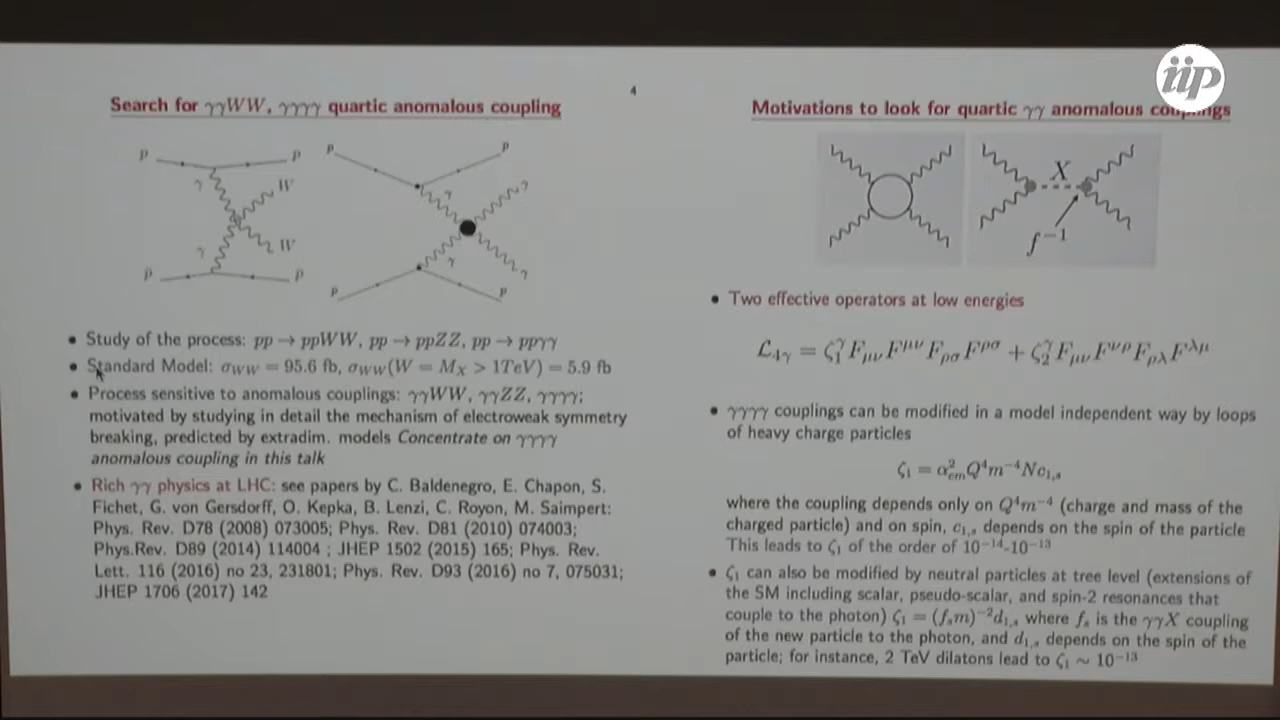 iip
4
Search for γγWW, γγγγ quartic anomalous coupling
p p p p
γ W γ ?
γ W γ ?
p p p p
• Study of the process: pp → ppWW, pp → ppZZ, pp → ppγγ
• Standard Model: σWW = 95.6 fb, σWW(W = MX > 1TeV) = 5.9 fb
• Process sensitive to anomalous couplings: γγWW, γγZZ, γγγγ;
motivated by studying in detail the mechanism of electroweak symmetry
breaking, predicted by extradim. models Concentrate on γγγγ
anomalous coupling in this talk
• Rich γγ physics at LHC: see papers by C. Baldenegro, E. Chapon, S.
Fichet, G. von Gersdorff, O. Kepka, B. Lenzi, C. Royon, M. Saimpert:
Phys. Rev. D78 (2008) 073005; Phys. Rev. D81 (2010) 074003;
Phys.Rev. D89 (2014) 114004 ; JHEP 1502 (2015) 165; Phys. Rev.
Lett. 116 (2016) no 23, 231801; Phys. Rev. D93 (2016) no 7, 075031;
JHEP 1706 (2017) 142
Motivations to look for quartic γγ anomalous couplings
X
f⁻¹
• Two effective operators at low energies
ℒ4γ = ζ₁^γ FμνF^μν FρσF^ρσ + ζ₂^γ FμνF^νρ FρλF^λμ
• γγγγ couplings can be modified in a model independent way by loops
of heavy charge particles
ζ₁ = α²em Q⁴m⁻⁴Nc₁,s
where the coupling depends only on Q⁴m⁻⁴ (charge and mass of the
charged particle) and on spin, c₁,s depends on the spin of the particle
This leads to ζ₁ of the order of 10⁻¹⁴-10⁻¹³
• ζ₁ can also be modified by neutral particles at tree level (extensions of
the SM including scalar, pseudo-scalar, and spin-2 resonances that
couple to the photon) ζ₁ = (fsm)⁻²d₁,s where fs is the γγX coupling
of the new particle to the photon, and d₁,s depends on the spin of the
particle; for instance, 2 TeV dilatons lead to ζ₁ ∼ 10⁻¹³